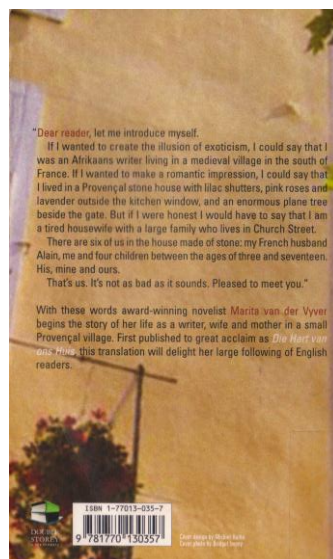 "Dear reader, let me introduce myself.
If I wanted to create the illusion of exoticism, I could say that I
was an Afrikaans writer living in a medieval village in the south of
France. If I wanted to make a romantic impression, I could say that
I lived in a Provençal stone house with lilac shutters, pink roses and
lavender outside the kitchen window, and an enormous plane tree
beside the gate. But if I were honest I would have to say that I am
a tired housewife with a large family who lives in Church Street.
There are six of us in the house made of stone: my French husband
Alain, me and four children between the ages of three and seventeen.
His, mine and ours.
That's us. It's not as bad as it sounds. Pleased to meet you."
With these words award-winning novelist Marita van der Vyver
begins the story of her life as a writer, wife and mother in a small
Provençal village. First published to great acclaim as Die Hart van
ons Huis, this translation will delight her large following of English
readers.
DOUBLE
STOREY
ISBN 1-77013-035-7
9 781770 130357
Cover design by
Cover photo by